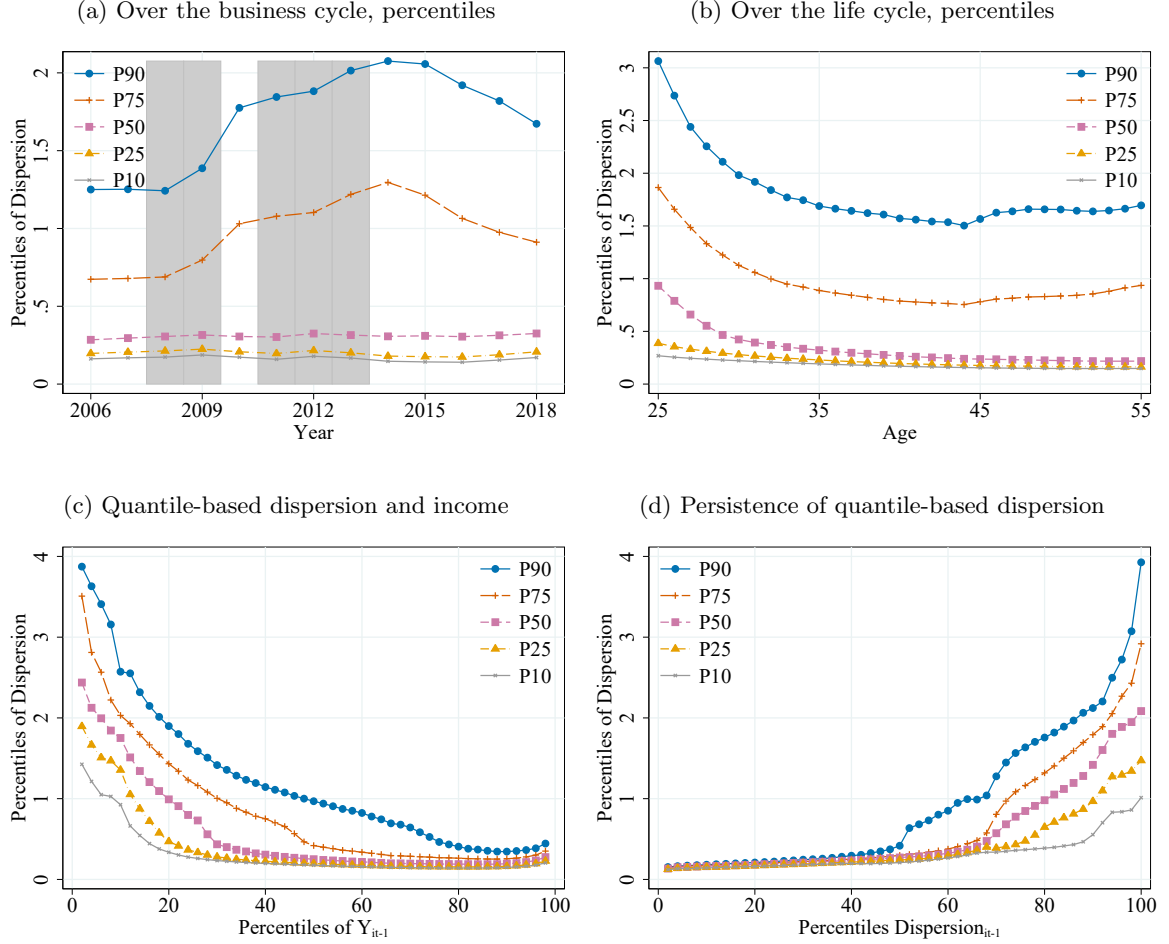 (a) Over the business cycle, percentiles
P90
P75
P50
P25
P10
Percentiles of Dispersion
0
.5
1
1.5
2
2006
2009
2012
2015
2018
Year
(b) Over the life cycle, percentiles
P90
P75
P50
P25
P10
Percentiles of Dispersion
0
.5
1
1.5
2
2.5
3
25
35
45
55
Age
(c) Quantile-based dispersion and income
P90
P75
P50
P25
P10
Percentiles of Dispersion
0
1
2
3
4
0
20
40
60
80
100
Percentiles of Y_it-1
(d) Persistence of quantile-based dispersion
P90
P75
P50
P25
P10
Percentiles of Dispersion
0
1
2
3
4
0
20
40
60
80
100
Percentiles Dispersion_it-1